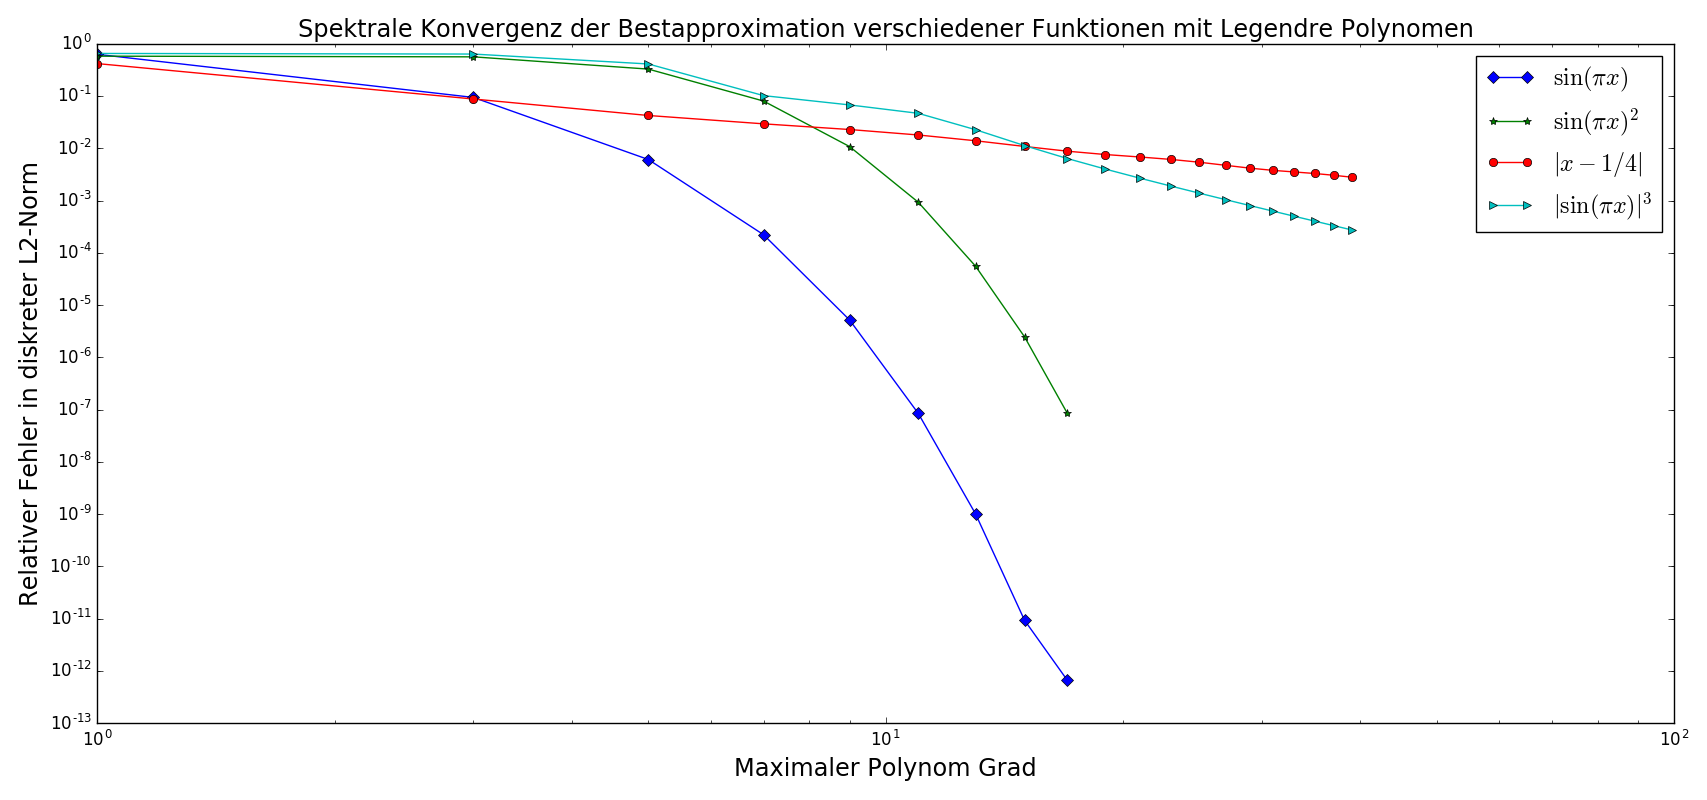 Spektrale Konvergenz der Bestapproximation verschiedener Funktionen mit Legendre Polynomen
Relativer Fehler in diskreter L2-Norm
10^0
10^-1
10^-2
10^-3
10^-4
10^-5
10^-6
10^-7
10^-8
10^-9
10^-10
10^-11
10^-12
10^-13
sin(πx)
sin(πx)^2
|x − 1/4|
|sin(πx)|^3
10^0 10^1 10^2
Maximaler Polynom Grad